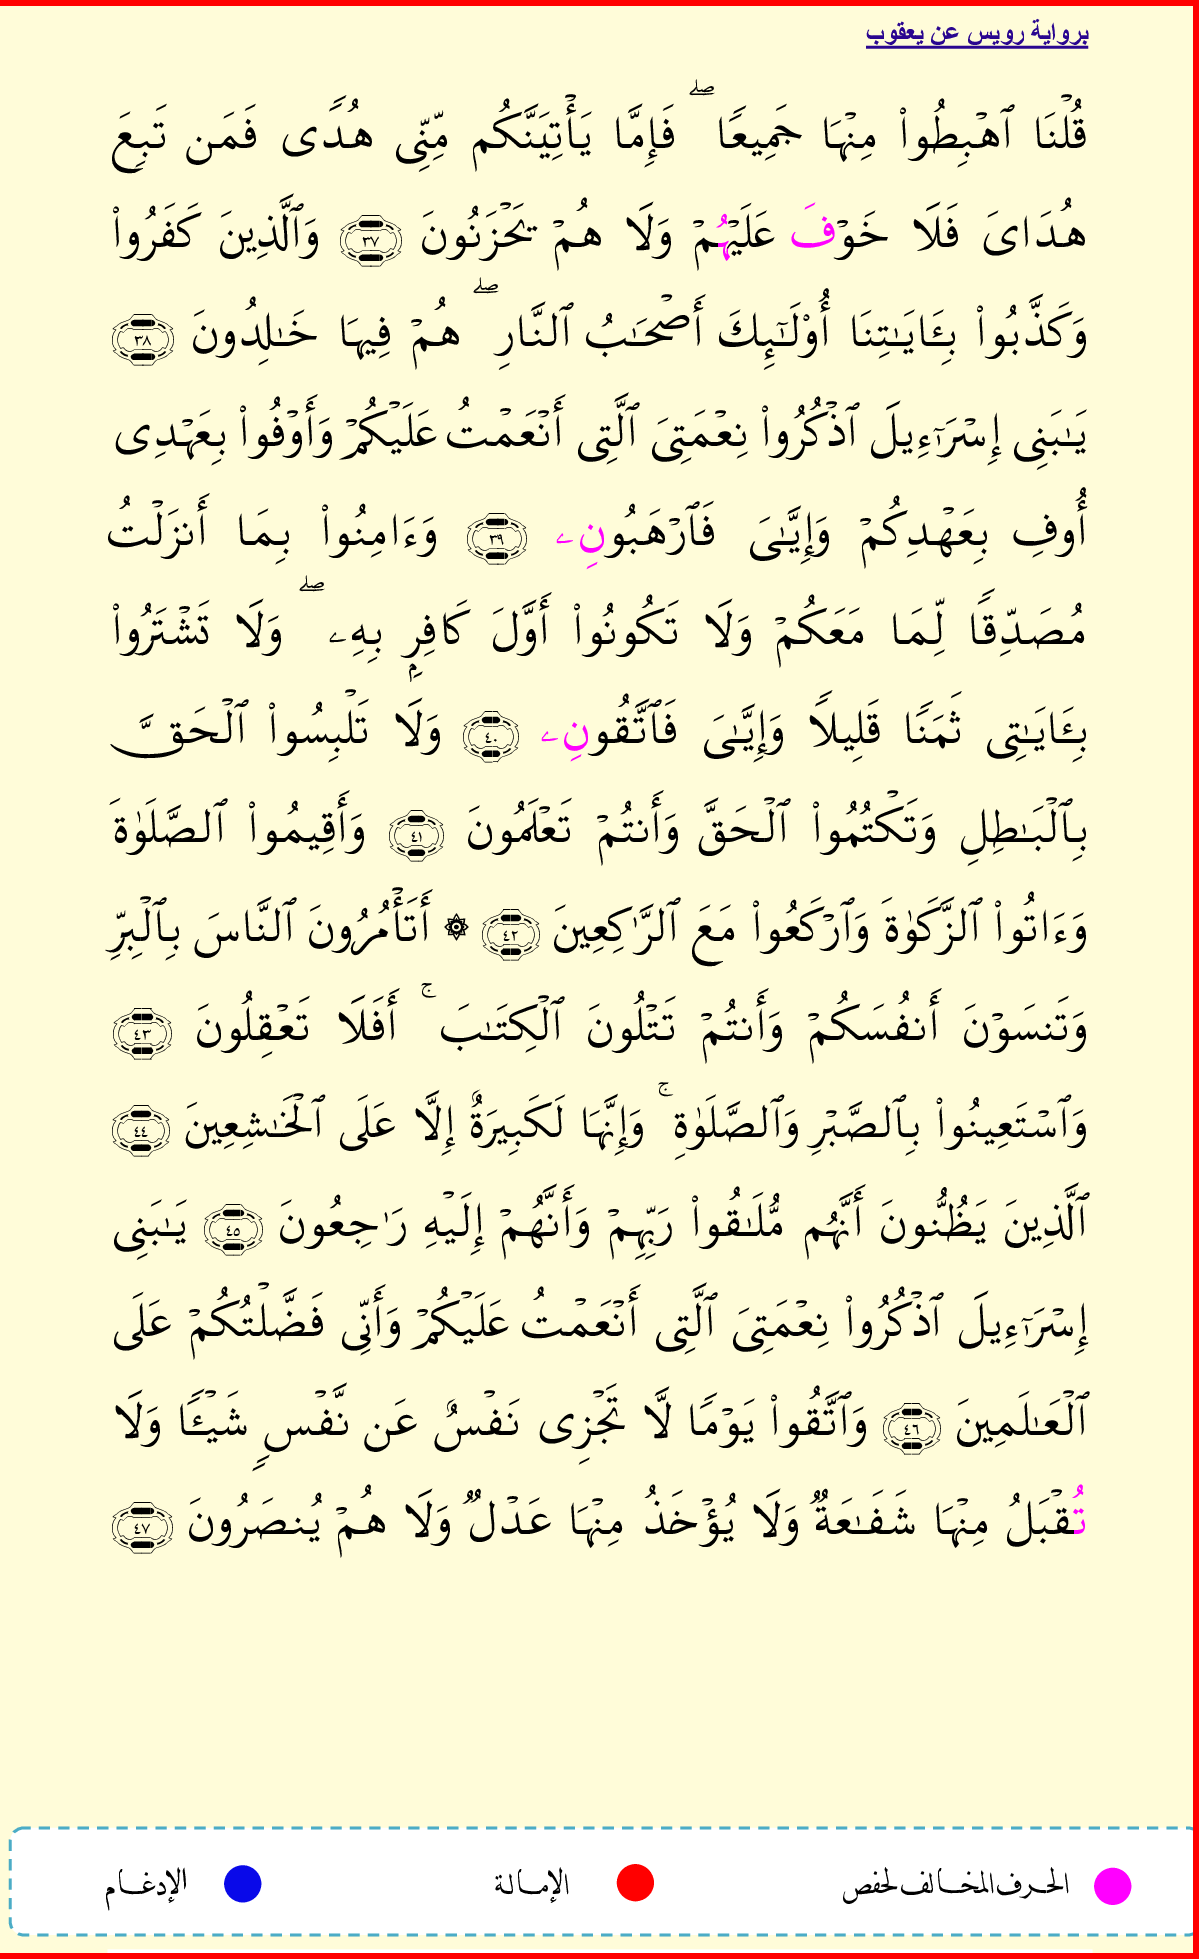 برواية رويس عن يعقوب
قُلْنَا ٱهْبِطُوا۟ مِنْهَا جَمِيعًا ۖ فَإِمَّا يَأْتِيَنَّكُم مِّنِّى هُدًى فَمَن تَبِعَ
هُدَاىَ فَلَا خَوْفَ عَلَيْهُمْ وَلَا هُمْ يَحْزَنُونَ ٣٧ وَٱلَّذِينَ كَفَرُوا۟
وَكَذَّبُوا۟ بِـَٔايَـٰتِنَا أُو۟لَـٰٓئِكَ أَصْحَـٰبُ ٱلنَّارِ ۖ هُمْ فِيهَا خَـٰلِدُونَ ٣٨
يَـٰبَنِى إِسْرَٰٓءِيلَ ٱذْكُرُوا۟ نِعْمَتِىَ ٱلَّتِى أَنْعَمْتُ عَلَيْكُمْ وَأَوْفُوا۟ بِعَهْدِى
أُوفِ بِعَهْدِكُمْ وَإِيَّـٰىَ فَٱرْهَبُونِۦ ٣٩ وَءَامِنُوا۟ بِمَا أَنزَلْتُ
مُصَدِّقًا لِّمَا مَعَكُمْ وَلَا تَكُونُوا۟ أَوَّلَ كَافِرٍۭ بِهِۦ ۖ وَلَا تَشْتَرُوا۟
بِـَٔايَـٰتِى ثَمَنًا قَلِيلًا وَإِيَّـٰىَ فَٱتَّقُونِۦ ٤٠ وَلَا تَلْبِسُوا۟ ٱلْحَقَّ
بِٱلْبَـٰطِلِ وَتَكْتُمُوا۟ ٱلْحَقَّ وَأَنتُمْ تَعْلَمُونَ ٤١ وَأَقِيمُوا۟ ٱلصَّلَوٰةَ
وَءَاتُوا۟ ٱلزَّكَوٰةَ وَٱرْكَعُوا۟ مَعَ ٱلرَّٰكِعِينَ ٤٢ ۞ أَتَأْمُرُونَ ٱلنَّاسَ بِٱلْبِرِّ
وَتَنسَوْنَ أَنفُسَكُمْ وَأَنتُمْ تَتْلُونَ ٱلْكِتَـٰبَ ۚ أَفَلَا تَعْقِلُونَ ٤٣
وَٱسْتَعِينُوا۟ بِٱلصَّبْرِ وَٱلصَّلَوٰةِ ۚ وَإِنَّهَا لَكَبِيرَةٌ إِلَّا عَلَى ٱلْخَـٰشِعِينَ ٤٤
ٱلَّذِينَ يَظُنُّونَ أَنَّهُم مُّلَـٰقُوا۟ رَبِّهِمْ وَأَنَّهُمْ إِلَيْهِ رَٰجِعُونَ ٤٥ يَـٰبَنِى
إِسْرَٰٓءِيلَ ٱذْكُرُوا۟ نِعْمَتِىَ ٱلَّتِى أَنْعَمْتُ عَلَيْكُمْ وَأَنِّى فَضَّلْتُكُمْ عَلَى
ٱلْعَـٰلَمِينَ ٤٦ وَٱتَّقُوا۟ يَوْمًا لَّا تَجْزِى نَفْسٌ عَن نَّفْسٍ شَيْـًٔا وَلَا
تُقْبَلُ مِنْهَا شَفَـٰعَةٌ وَلَا يُؤْخَذُ مِنْهَا عَدْلٌ وَلَا هُمْ يُنصَرُونَ ٤٧
الحرف المخالف لحفص الإمالة الإدغام